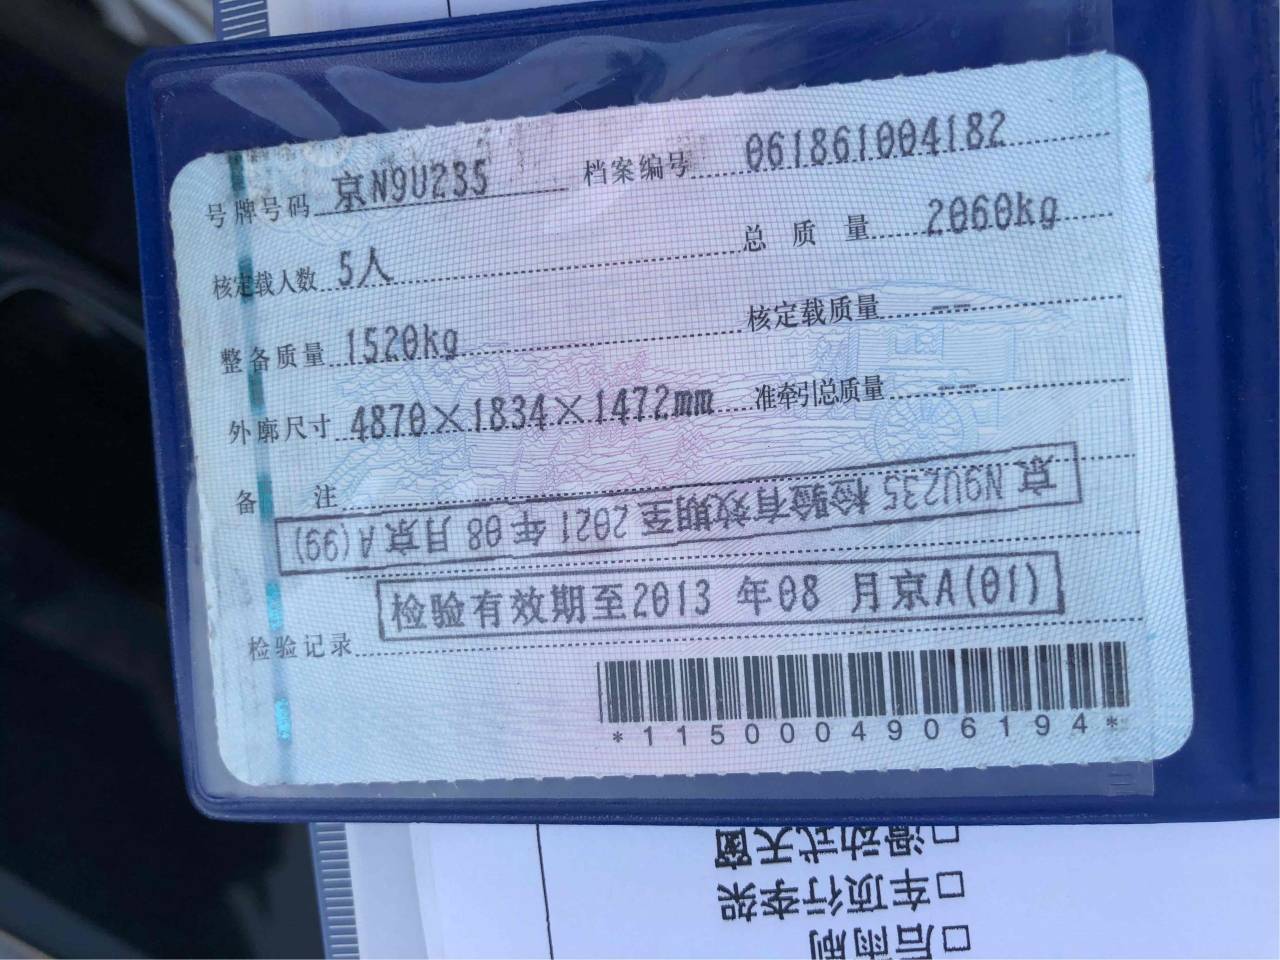 号牌号码 京N9U235 档案编号 061861004182
核定载人数 5人 总质量 2060kg
整备质量 1520kg 核定载质量 --
外廓尺寸 4870×1834×1472mm 准牵引总质量 --
备注
京N9U235 检验有效期至2021年08月京A(99)
检验有效期至2013 年08 月京A(01)
检验记录
*1150004906194*
□滑动式天窗
□车顶行李架
□后雨刷